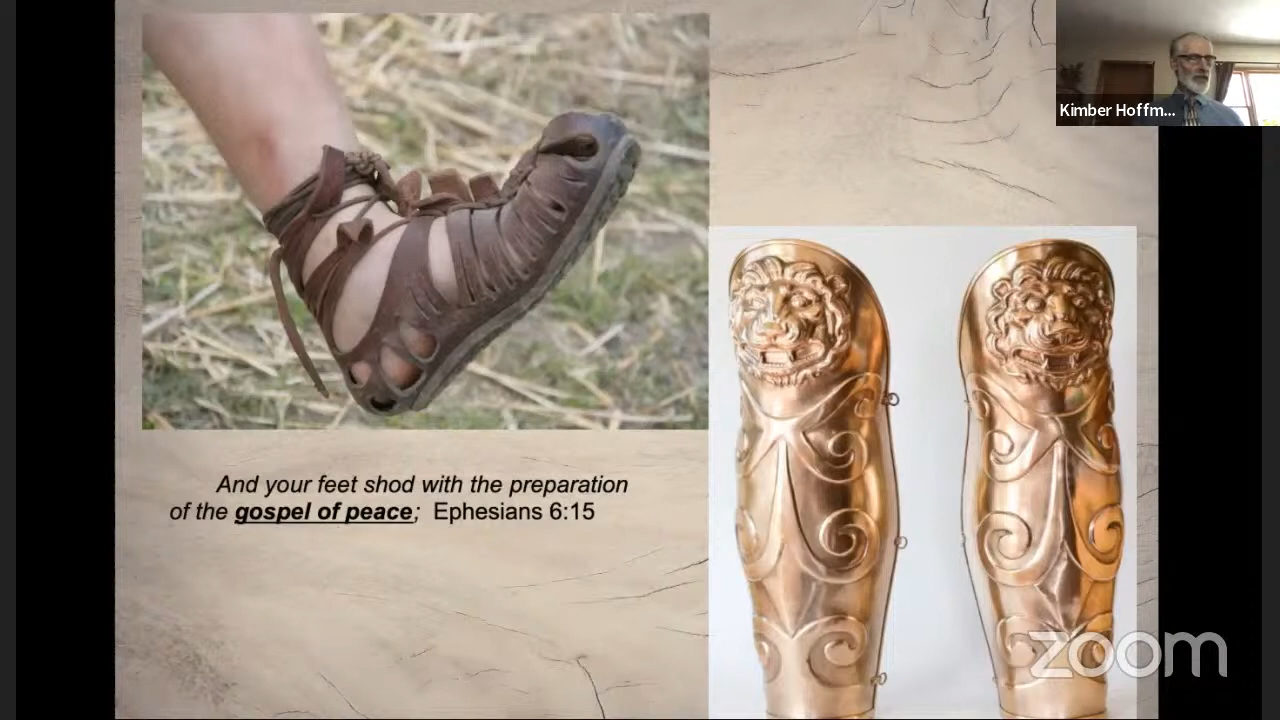 Kimber Hoffm...
And your feet shod with the preparation
of the gospel of peace; Ephesians 6:15
zoom